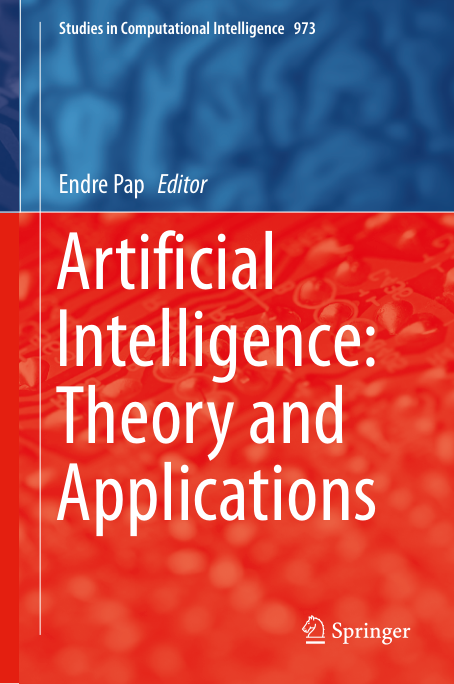 Studies in Computational Intelligence 973
Endre Pap Editor
Artificial
Intelligence:
Theory and
Applications
Springer